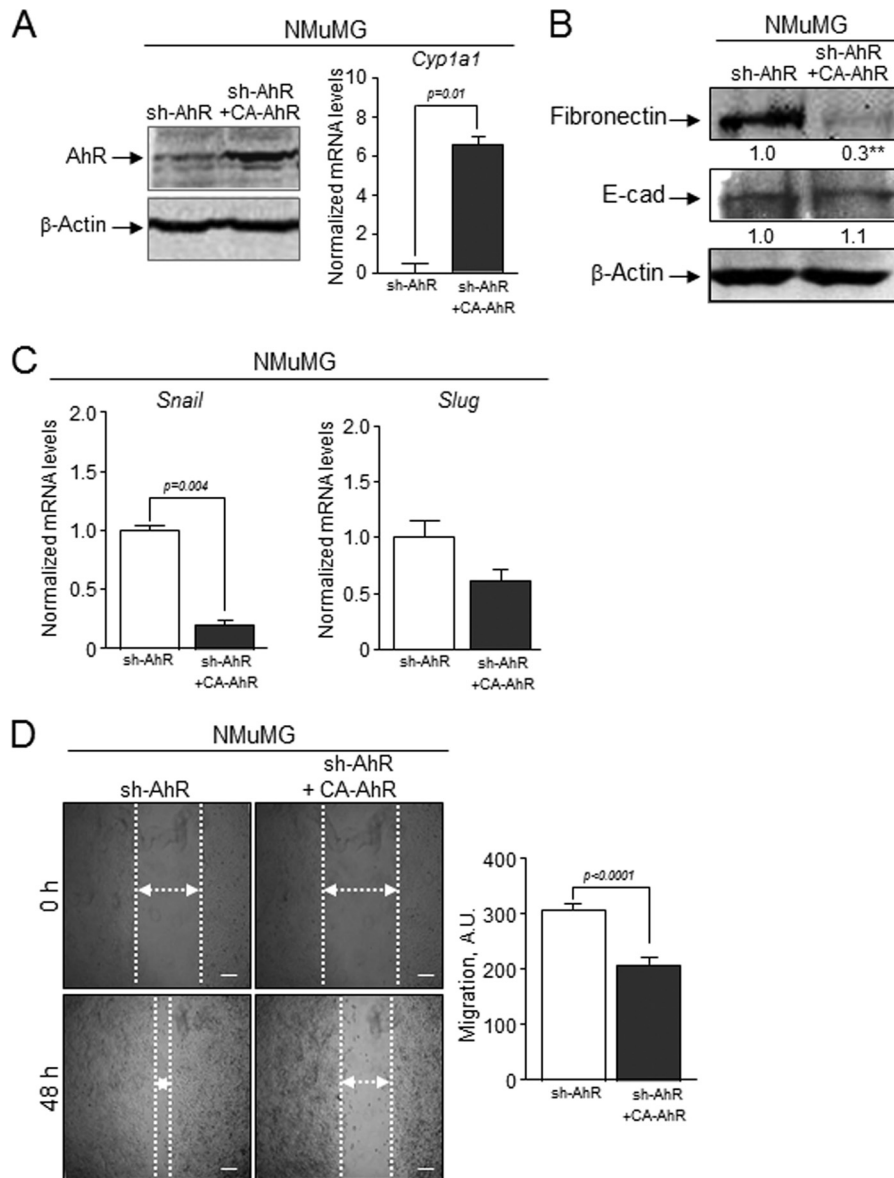 A
NMuMG
sh-AhR
sh-AhR
+CA-AhR
AhR
β-Actin
Cyp1a1
Normalized mRNA levels
10
8
6
4
2
0
p=0.01
sh-AhR
sh-AhR
+CA-AhR
B
NMuMG
sh-AhR
sh-AhR
+CA-AhR
Fibronectin
1.0 0.3**
E-cad
1.0 1.1
β-Actin
C
NMuMG
Snail
Normalized mRNA levels
2.0
1.5
1.0
0.5
0
p=0.004
sh-AhR
sh-AhR
+CA-AhR
Slug
Normalized mRNA levels
2.0
1.5
1.0
0.5
0
sh-AhR
sh-AhR
+CA-AhR
D
NMuMG
sh-AhR
sh-AhR
+ CA-AhR
0 h
48 h
Migration, A.U.
400
300
200
100
0
p<0.0001
sh-AhR
sh-AhR
+CA-AhR